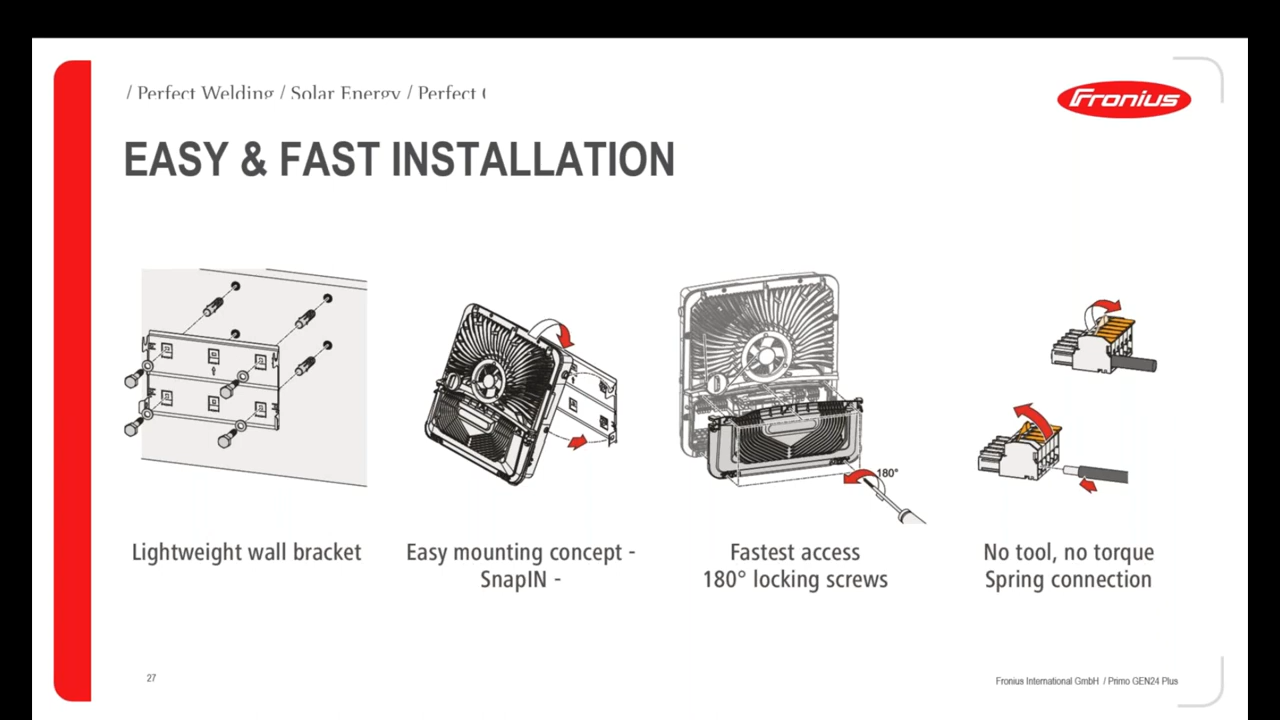 / Perfect Welding / Solar Energy / Perfect
Fronius
EASY & FAST INSTALLATION
180°
Lightweight wall bracket
Easy mounting concept -
SnapIN -
Fastest access
180° locking screws
No tool, no torque
Spring connection
27
Fronius International GmbH / Primo GEN24 Plus